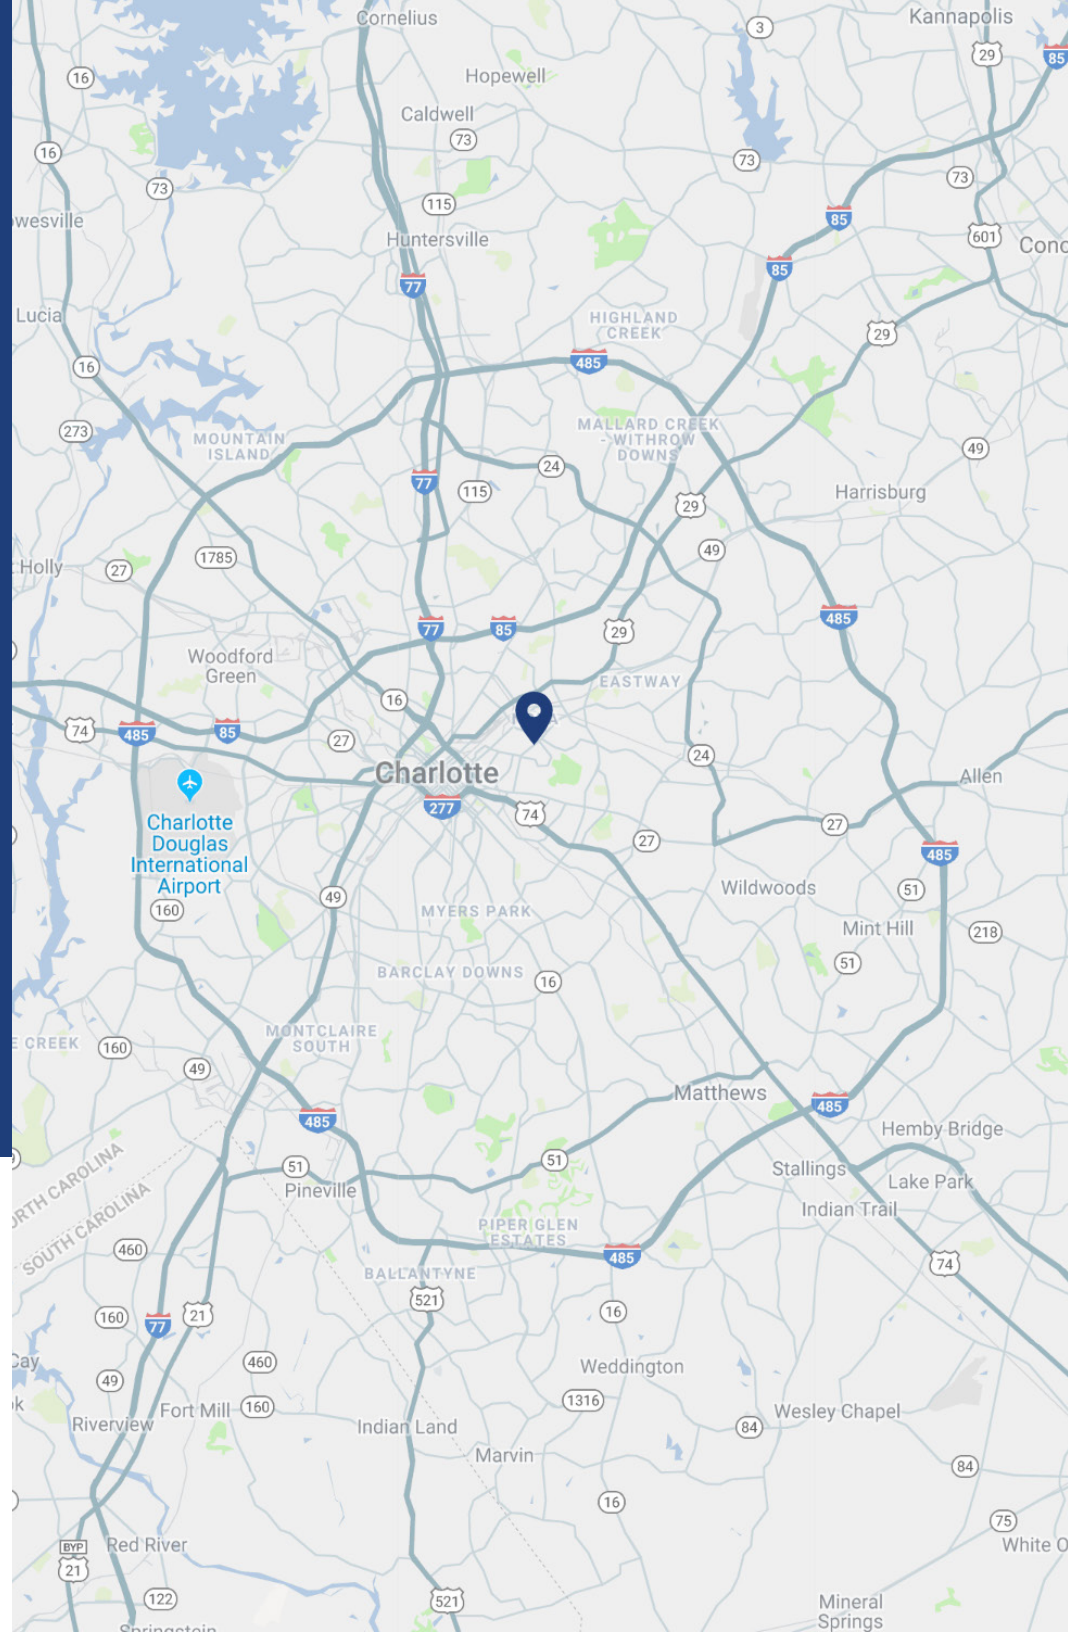 Cornelius
Kannapolis
3
29
85
16
Hopewell
Caldwell
73
16
73
73
73
115
85
owesville
Huntersville
601
Conc
85
77
Lucia
HIGHLAND
CREEK
29
485
16
273
MOUNTAIN
ISLAND
MALLARD CREEK
- WITHROW
DOWNS
49
24
77
115
Harrisburg
29
49
1785
Holly
27
485
77
85
29
Woodford
Green
EASTWAY
16
74
485
85
27
24
Charlotte
Allen
277
74
Charlotte
Douglas
International
Airport
27
27
485
Wildwoods
51
49
160
MYERS PARK
Mint Hill
218
51
BARCLAY DOWNS
16
MONTCLAIRE
SOUTH
E CREEK
160
49
Matthews
485
485
Hemby Bridge
51
51
Stallings
Pineville
Lake Park
NORTH CAROLINA
SOUTH CAROLINA
Indian Trail
PIPER GLEN
ESTATES
460
485
74
BALLANTYNE
521
160
77
21
16
Cay
460
Weddington
49
1316
k
Fort Mill
160
Wesley Chapel
Riverview
Indian Land
84
Marvin
84
16
75
BYP
21
Red River
White O
122
521
Mineral
Springs
Springstein